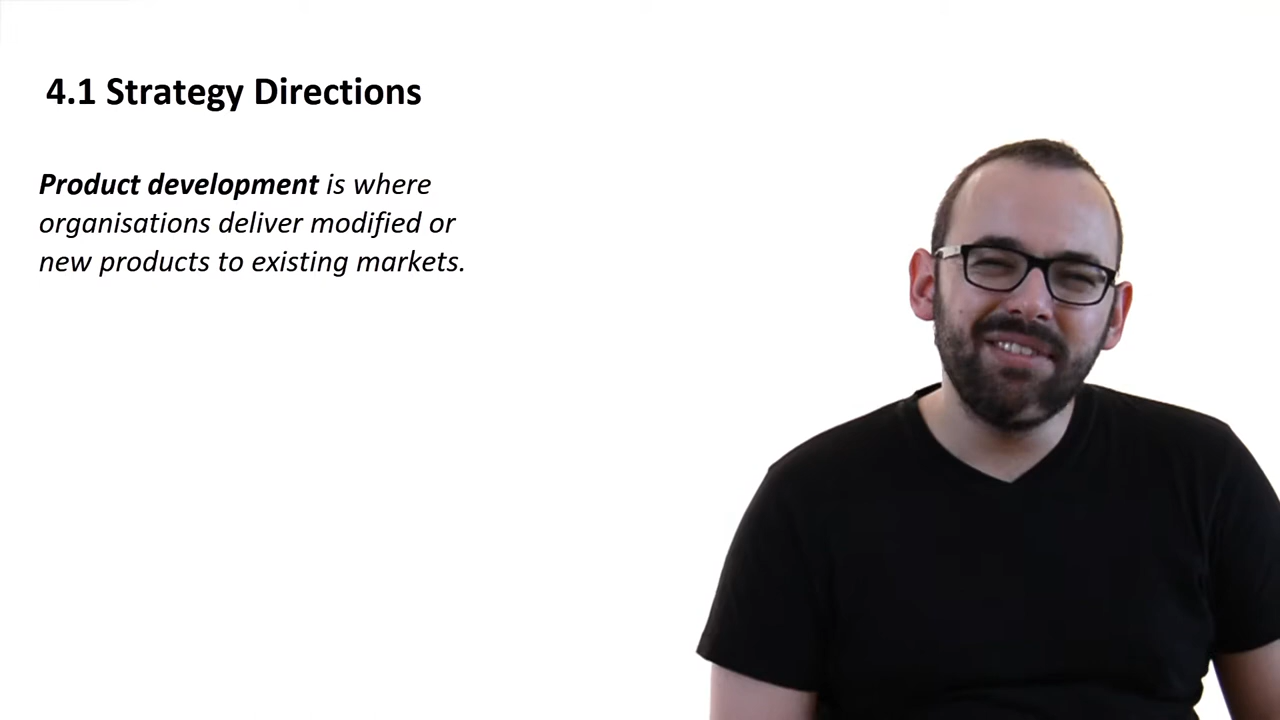 4.1 Strategy Directions
Product development is where
organisations deliver modified or
new products to existing markets.